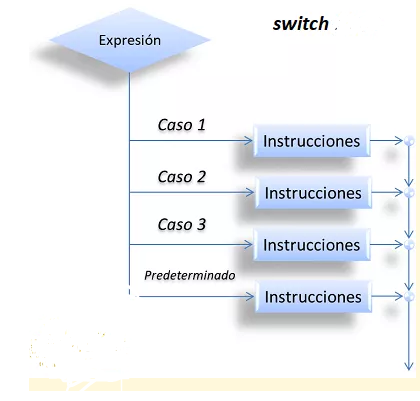 switch
Expresión
Caso 1
Instrucciones
Caso 2
Instrucciones
Caso 3
Instrucciones
Predeterminado
Instrucciones